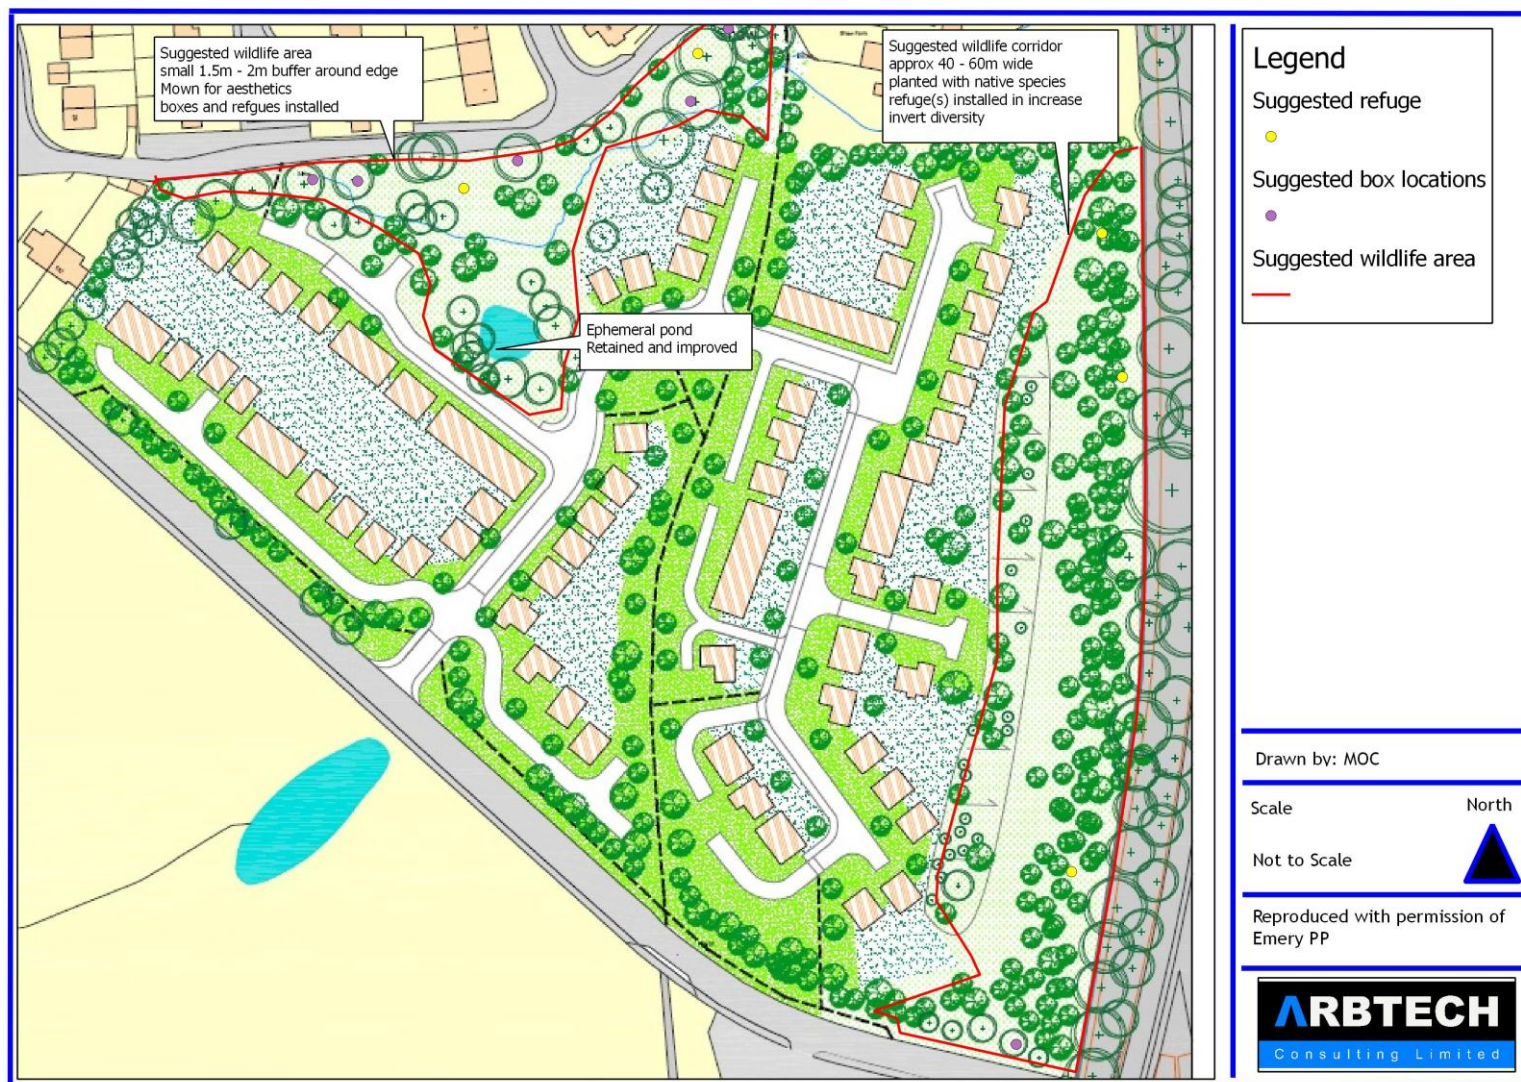 Suggested wildlife area
small 1.5m - 2m buffer around edge
Mown for aesthetics
boxes and refgues installed
Suggested wildlife corridor
approx 40 - 60m wide
planted with native species
refuge(s) installed in increase
invert diversity
Ephemeral pond
Retained and improved
Legend
Suggested refuge
Suggested box locations
Suggested wildlife area
Drawn by: MOC
Scale
North
Not to Scale
Reproduced with permission of
Emery PP
ARBTECH
Consulting Limited